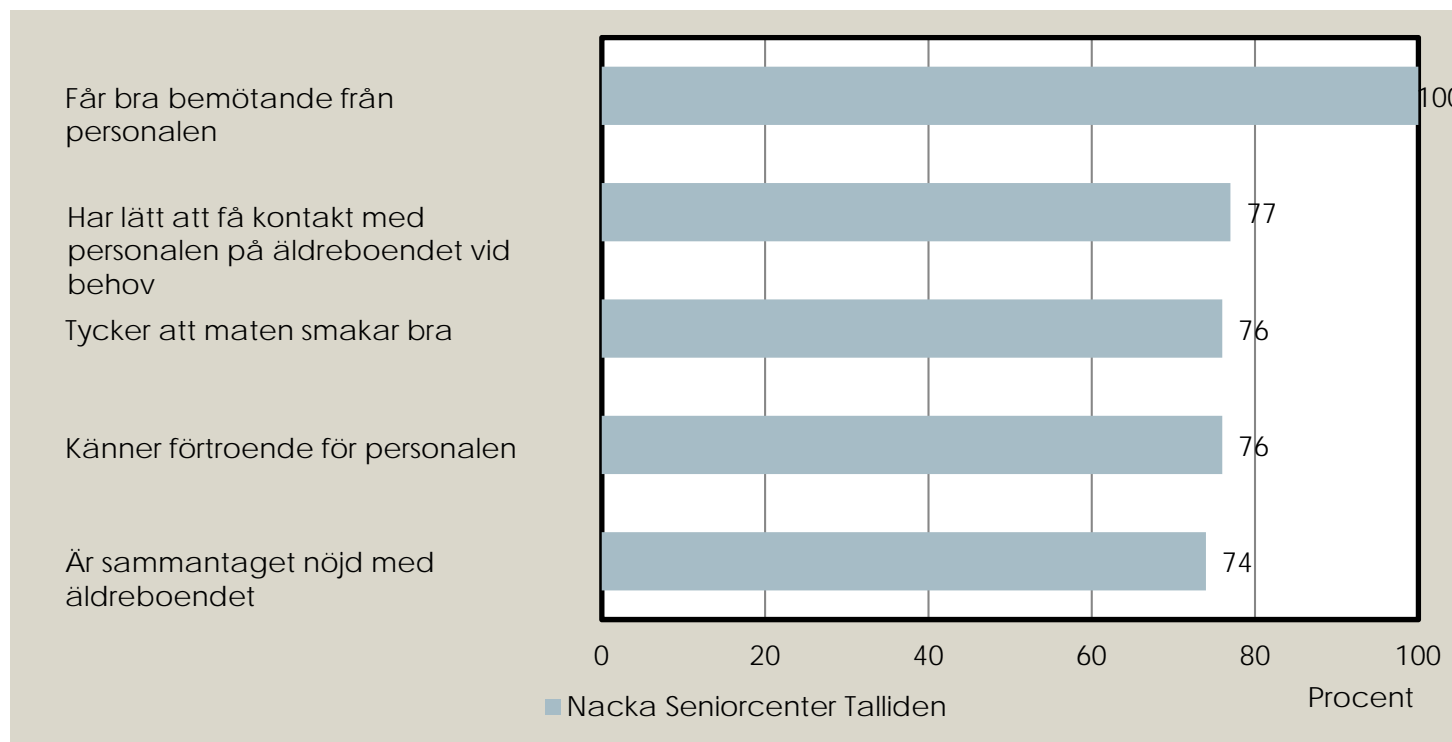 Får bra bemötande från
personalen
100
Har lätt att få kontakt med
personalen på äldreboendet vid
behov
77
Tycker att maten smakar bra
76
Känner förtroende för personalen
76
Är sammantaget nöjd med
äldreboendet
74
0 20 40 60 80 100
Nacka Seniorcenter Talliden
Procent